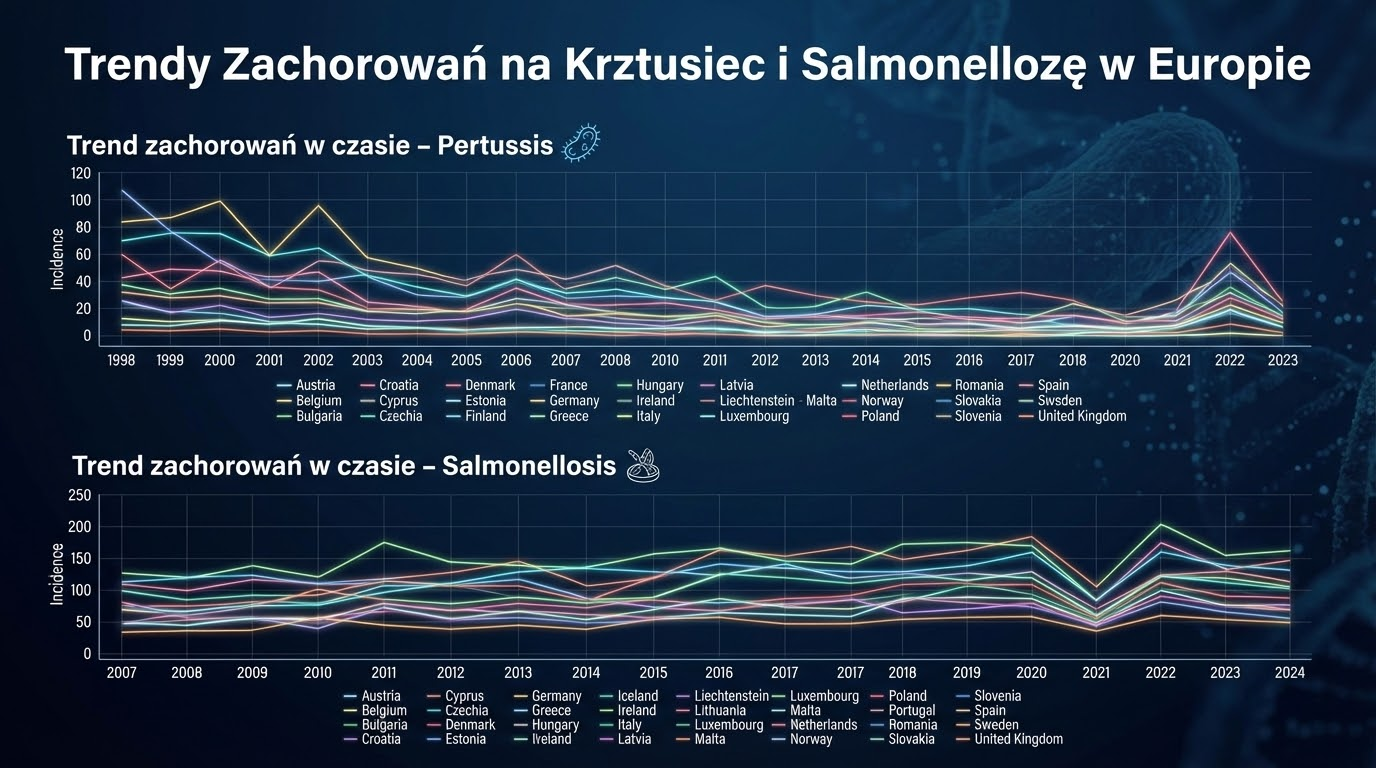 Trendy Zachorowań na Krztusiec i Salmonellozę w Europie
Trend zachorowań w czasie – Pertussis
Incidence
120
100
80
60
40
20
0
1998 1999 2000 2001 2002 2003 2004 2005 2006 2007 2008 2010 2011 2012 2013 2014 2015 2016 2017 2018 2020 2021 2022 2023
Austria Croatia Denmark France Hungary Latvia Netherlands Romania Spain
Belgium Cyprus Estonia Germany Ireland Liechtenstein - Malta Norway Slovakia Swsden
Bulgaria Czechia Finland Greece Italy Luxembourg Poland Slovenia United Kingdom
Trend zachorowań w czasie – Salmonellosis
Incidence
250
200
150
100
50
0
2007 2008 2009 2010 2011 2012 2013 2014 2015 2016 2017 2017 2018 2019 2020 2021 2022 2023 2024
Austria Cyprus Germany Iceland Liechtenstein Luxembourg Poland Slovenia
Belgium Czechia Greece Ireland Lithuania Malta Portugal Spain
Bulgaria Denmark Hungary Italy Luxembourg Netherlands Romania Sweden
Croatia Estonia Iveland Latvia Malta Norway Slovakia United Kingdom